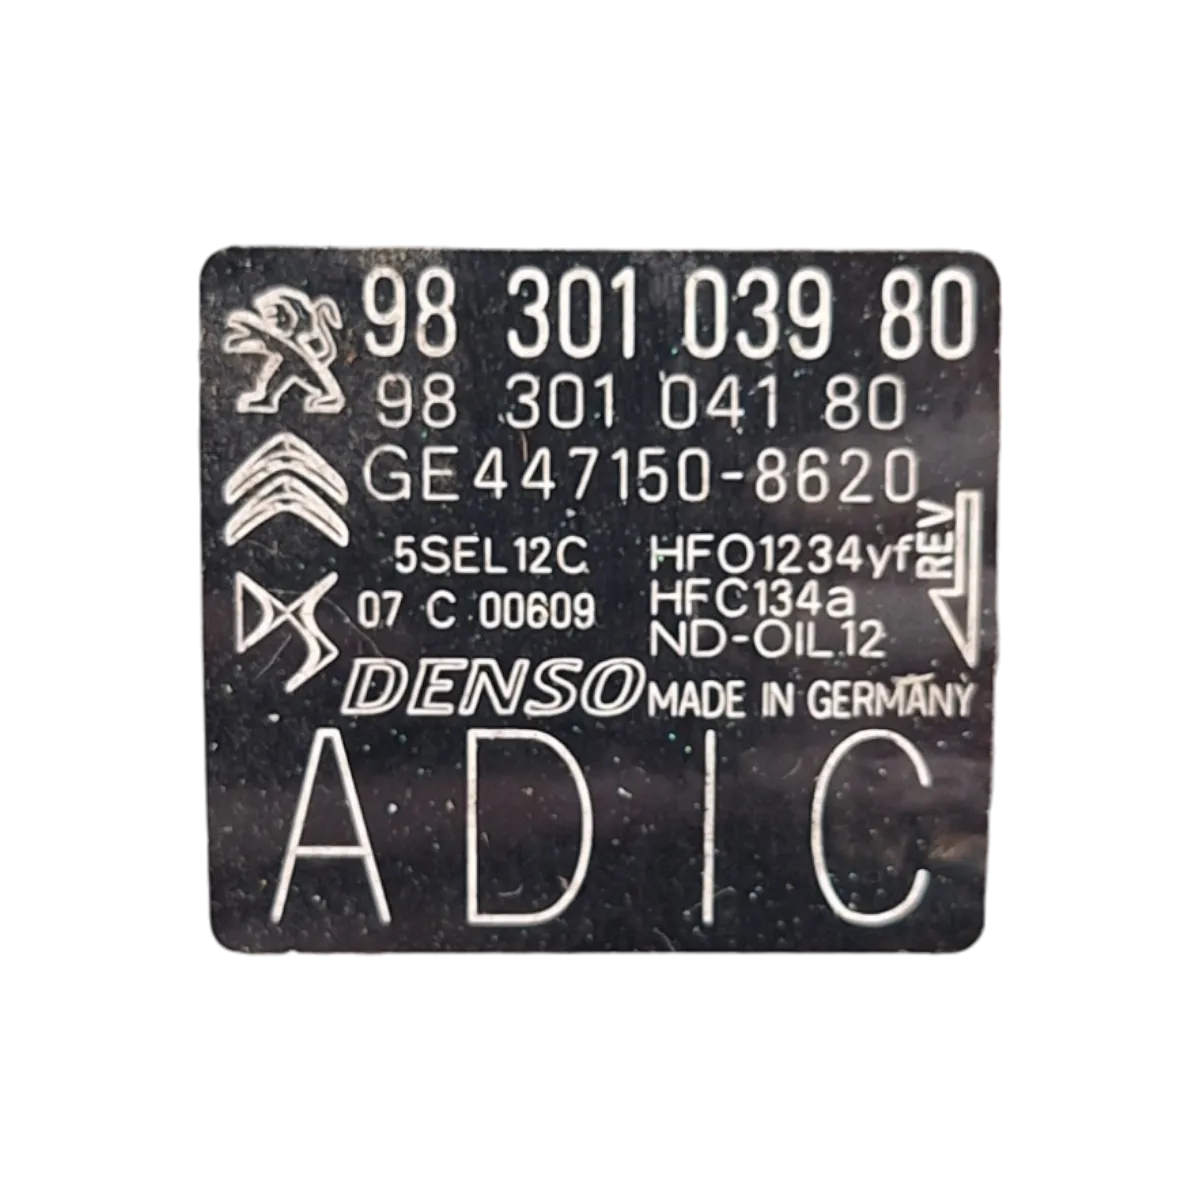 98 301 039 80
98 301 041 80
GE447150-8620
5SEL12C
07 C 00609
HFO1234yf
HFC134a
ND-OIL12
REV
DENSO
MADE IN GERMANY
ADIC